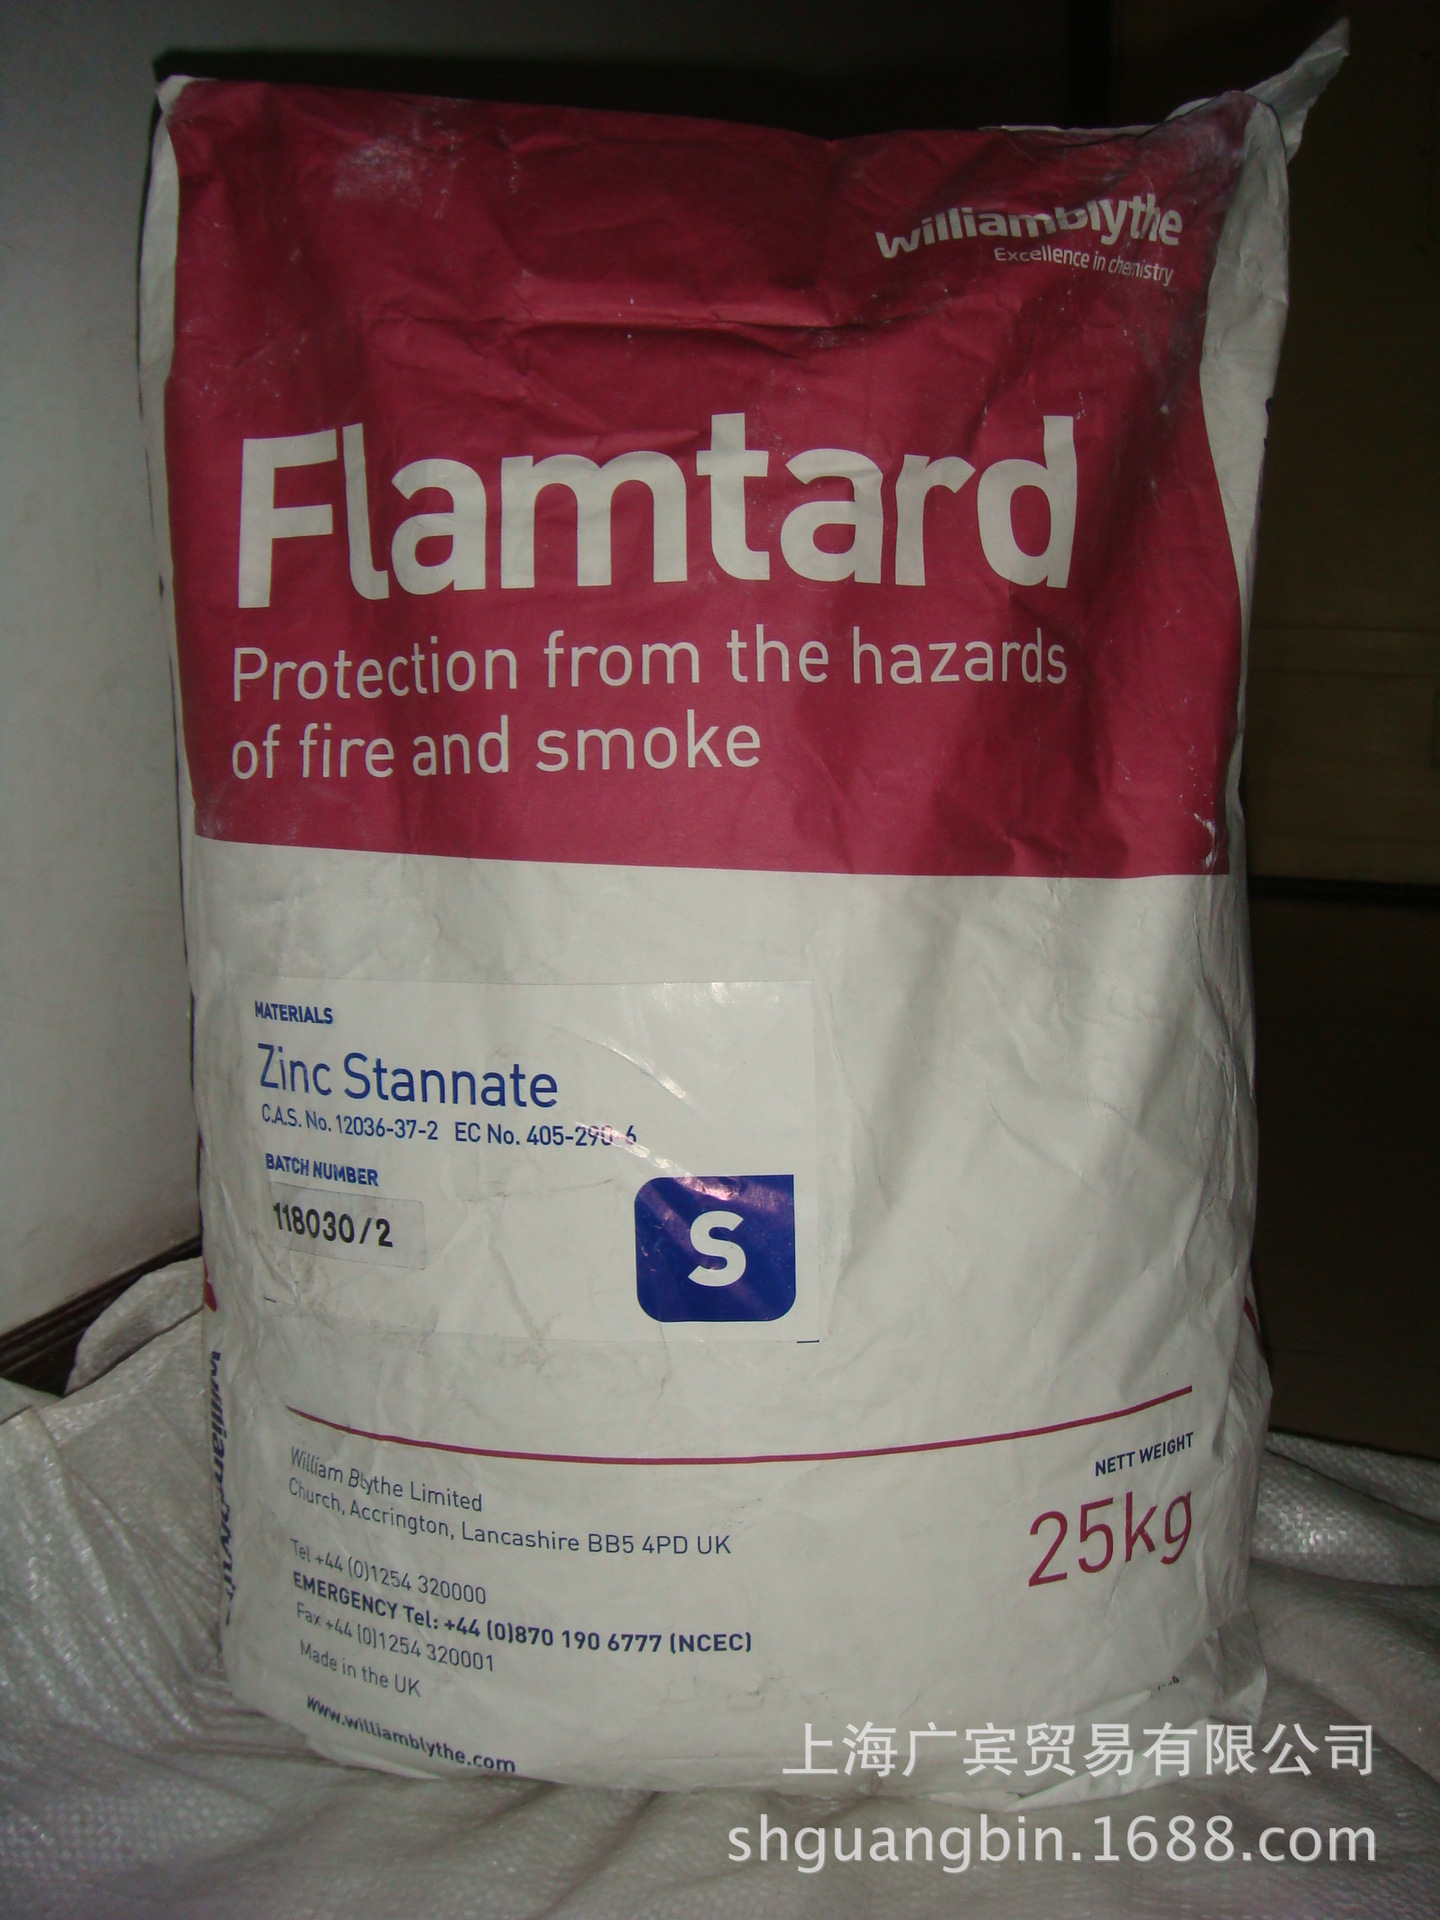 williamblythe
Excellence in chemistry
Flamtard
Protection from the hazards
of fire and smoke
MATERIALS
Zinc Stannate
C.A.S. No. 12036-37-2 EC No. 405-290-6
BATCH NUMBER
118030/2
S
NETT WEIGHT
25kg
William Blythe Limited
Church, Accrington, Lancashire BB5 4PD UK
Tel +44 (0)1254 320000
EMERGENCY Tel: +44 (0)870 190 6777 (NCEC)
Fax +44 (0)1254 320001
Made in the UK
www.williamblythe.com
williamblythe
上海广宾贸易有限公司
shguangbin.1688.com